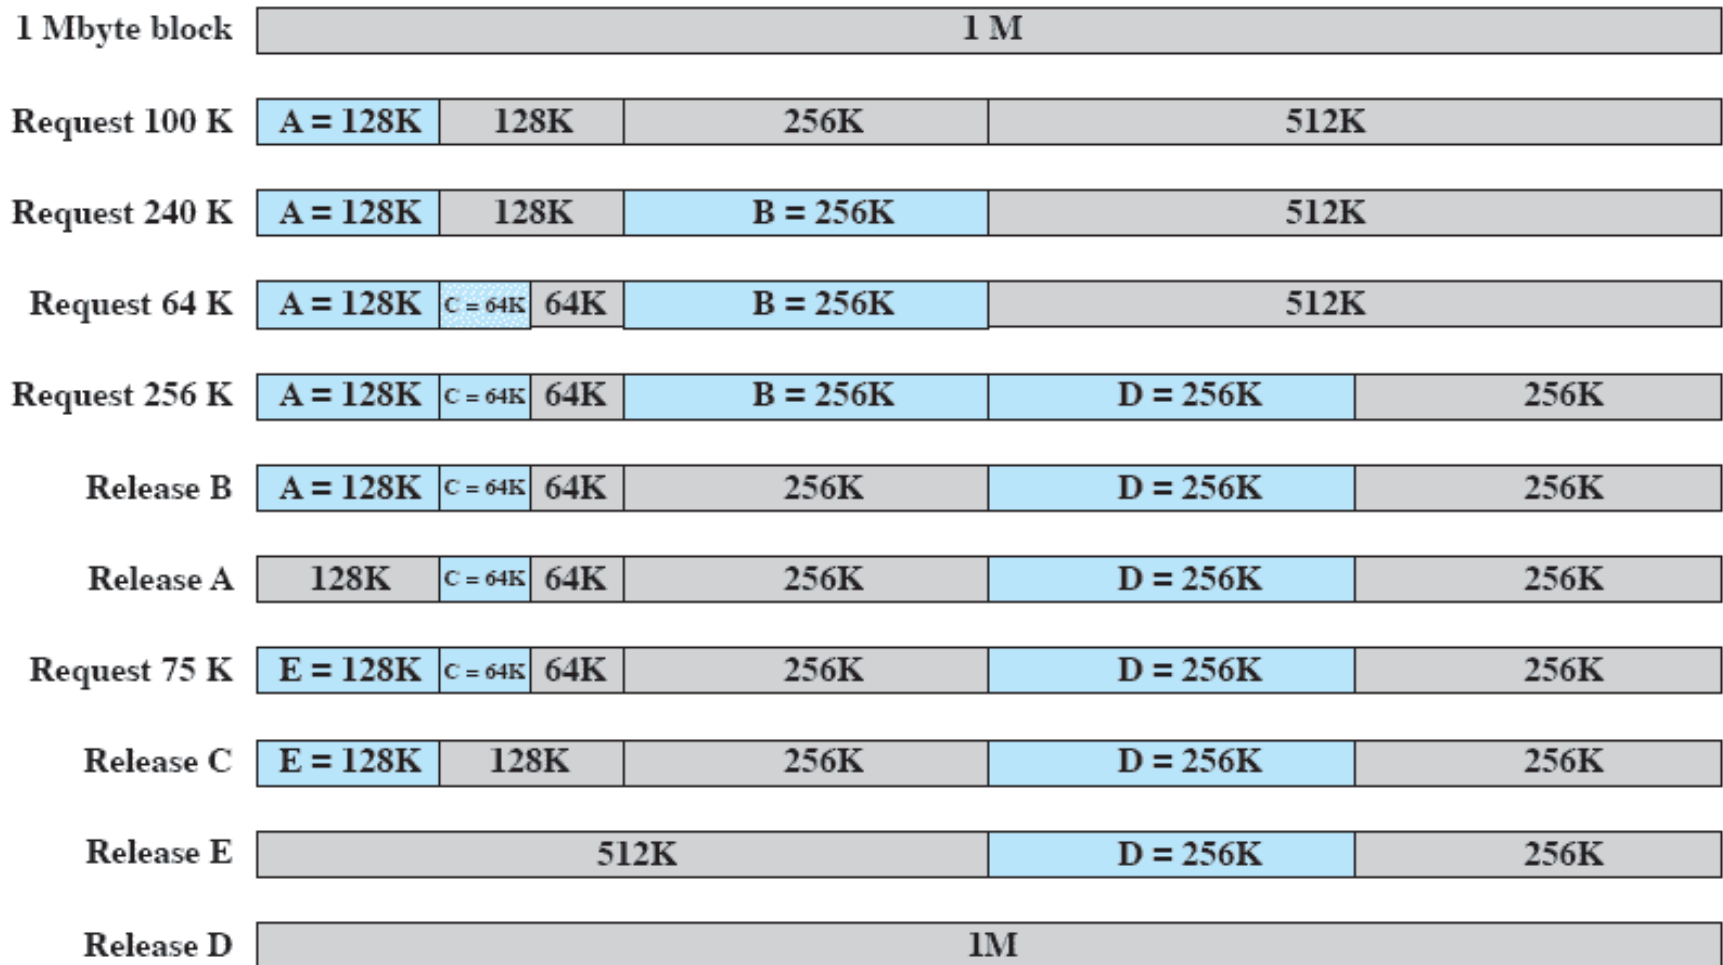 1 Mbyte block 1 M
Request 100 K A = 128K 128K 256K 512K
Request 240 K A = 128K 128K B = 256K 512K
Request 64 K A = 128K C = 64K 64K B = 256K 512K
Request 256 K A = 128K C = 64K 64K B = 256K D = 256K 256K
Release B A = 128K C = 64K 64K 256K D = 256K 256K
Release A 128K C = 64K 64K 256K D = 256K 256K
Request 75 K E = 128K C = 64K 64K 256K D = 256K 256K
Release C E = 128K 128K 256K D = 256K 256K
Release E 512K D = 256K 256K
Release D 1M